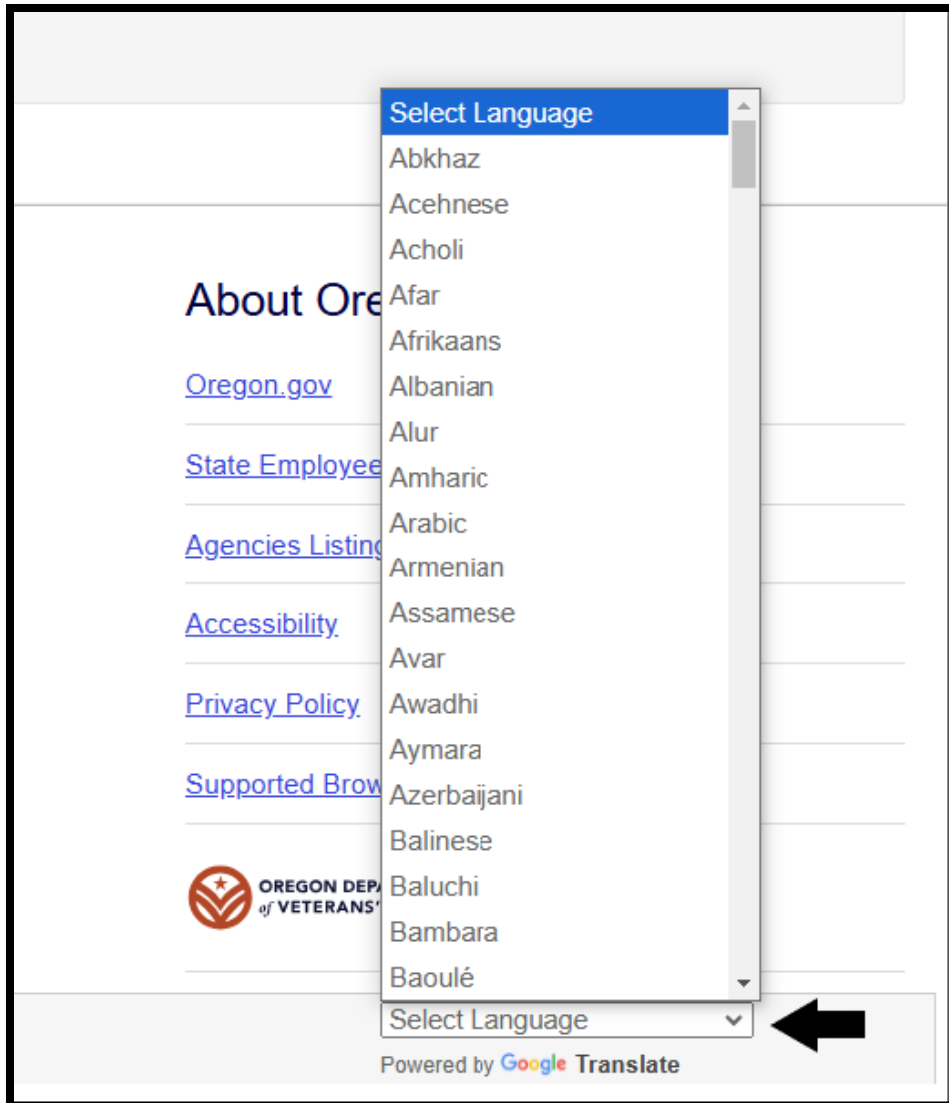 About Ore
Oregon.gov
State Employee
Agencies Listing
Accessibility
Privacy Policy
Supported Brow
OREGON DEP
of VETERANS'
Select Language
Abkhaz
Acehnese
Acholi
Afar
Afrikaans
Albanian
Alur
Amharic
Arabic
Armenian
Assamese
Avar
Awadhi
Aymara
Azerbaijani
Balinese
Baluchi
Bambara
Baoulé
Select Language
Powered by Google Translate